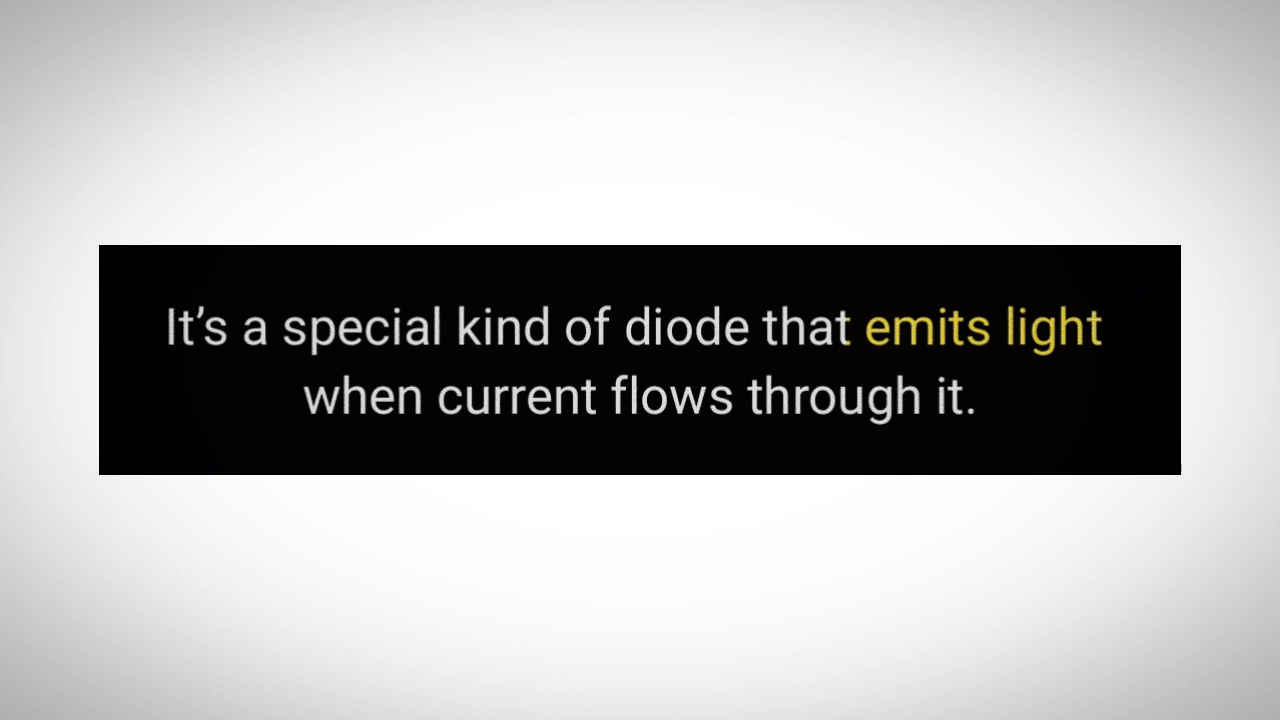 It’s a special kind of diode that emits light
when current flows through it.